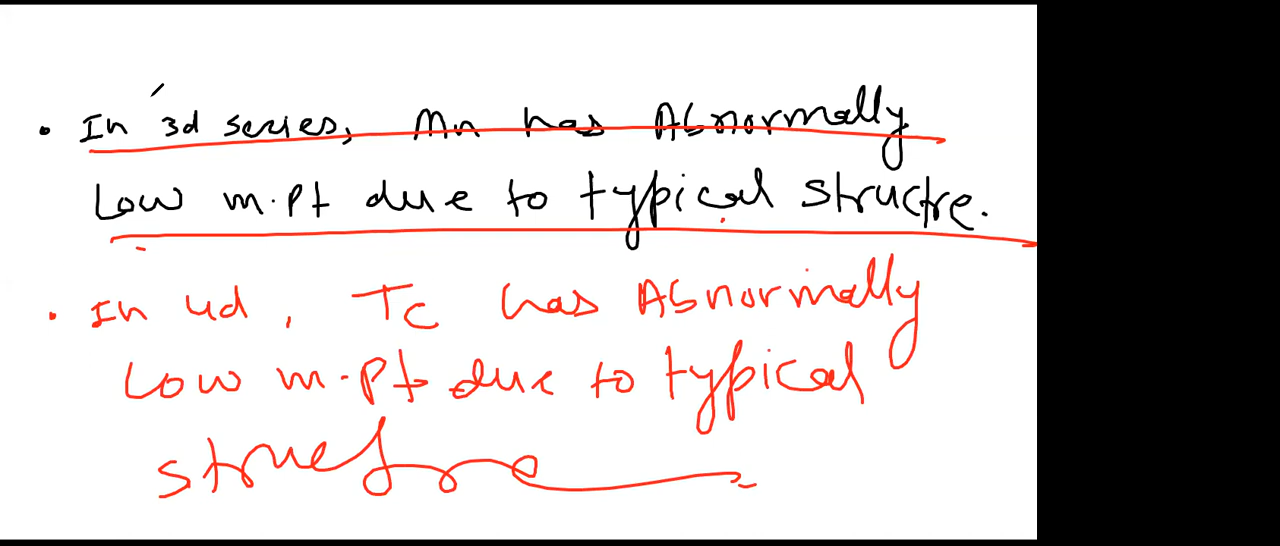 • In 3d series, Mn has Abnormally
Low m.pt due to typical structre.
• In 4d, Tc has Abnormally
Low m.pt due to typical
structre